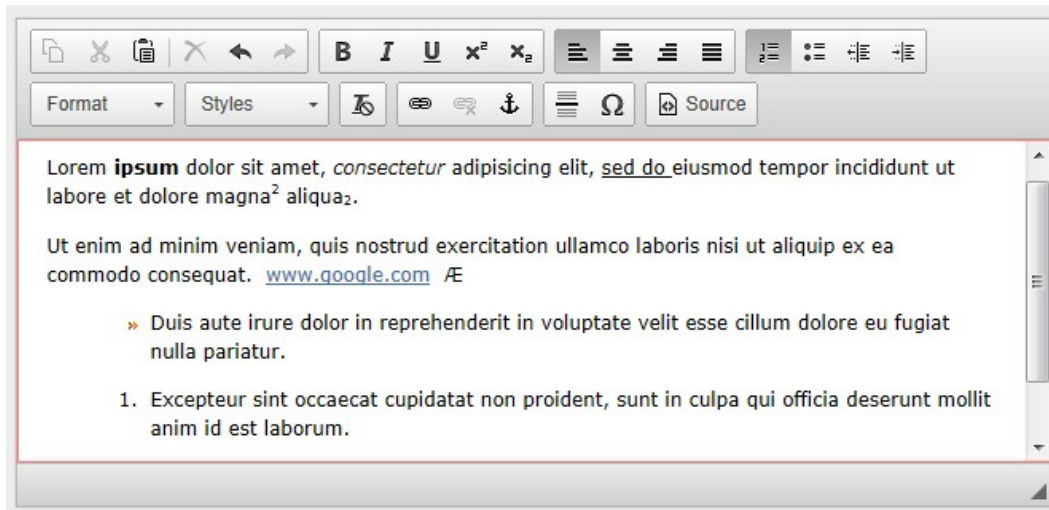 B I U x² x₂
Format Styles Ω Source
Lorem ipsum dolor sit amet, consectetur adipisicing elit, sed do eiusmod tempor incididunt ut
labore et dolore magna² aliqua₂.
Ut enim ad minim veniam, quis nostrud exercitation ullamco laboris nisi ut aliquip ex ea
commodo consequat. www.google.com Æ
» Duis aute irure dolor in reprehenderit in voluptate velit esse cillum dolore eu fugiat
nulla pariatur.
1. Excepteur sint occaecat cupidatat non proident, sunt in culpa qui officia deserunt mollit
anim id est laborum.